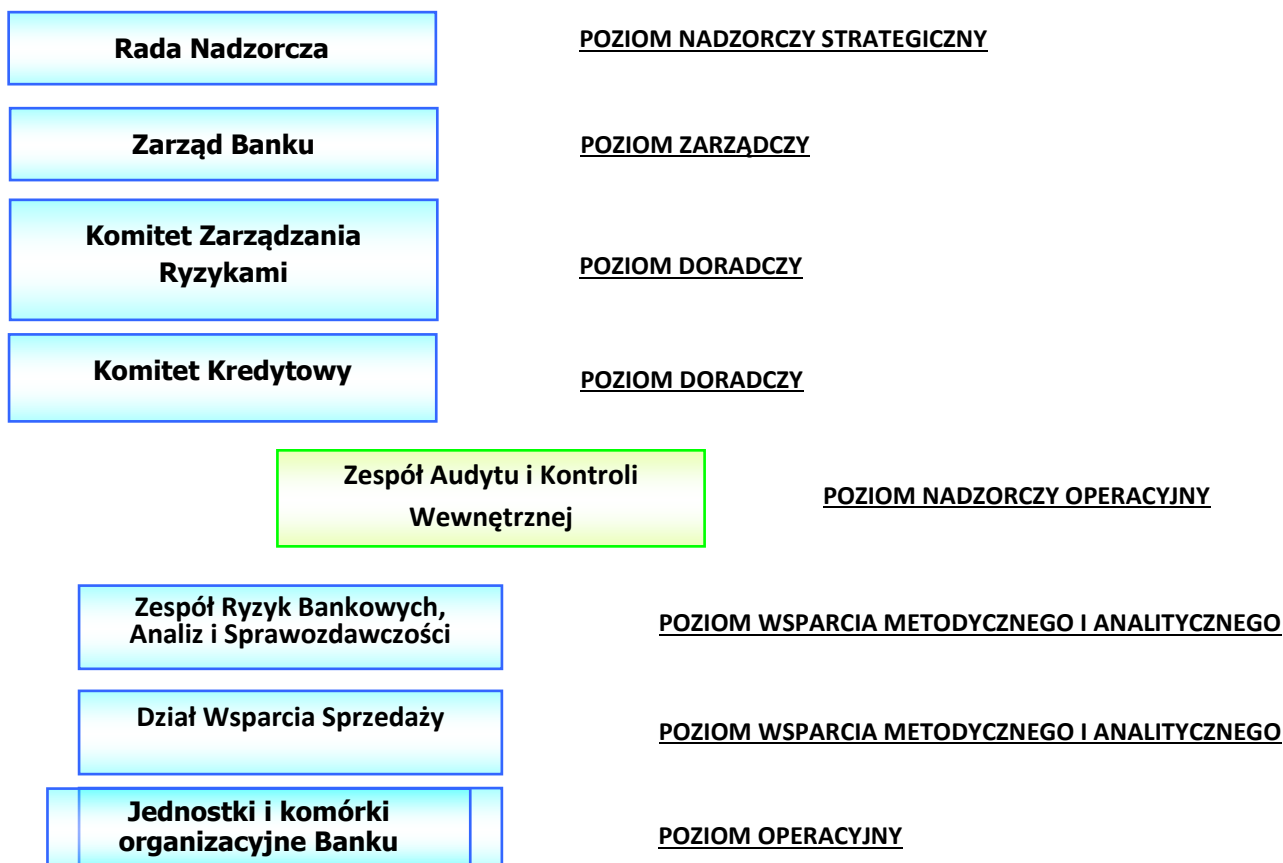 Rada Nadzorcza
POZIOM NADZORCZY STRATEGICZNY
Zarząd Banku
POZIOM ZARZĄDCZY
Komitet Zarządzania
Ryzykami
POZIOM DORADCZY
Komitet Kredytowy
POZIOM DORADCZY
Zespół Audytu i Kontroli
Wewnętrznej
POZIOM NADZORCZY OPERACYJNY
Zespół Ryzyk Bankowych,
Analiz i Sprawozdawczości
POZIOM WSPARCIA METODYCZNEGO I ANALITYCZNEGO
Dział Wsparcia Sprzedaży
POZIOM WSPARCIA METODYCZNEGO I ANALITYCZNEGO
Jednostki i komórki
organizacyjne Banku
POZIOM OPERACYJNY